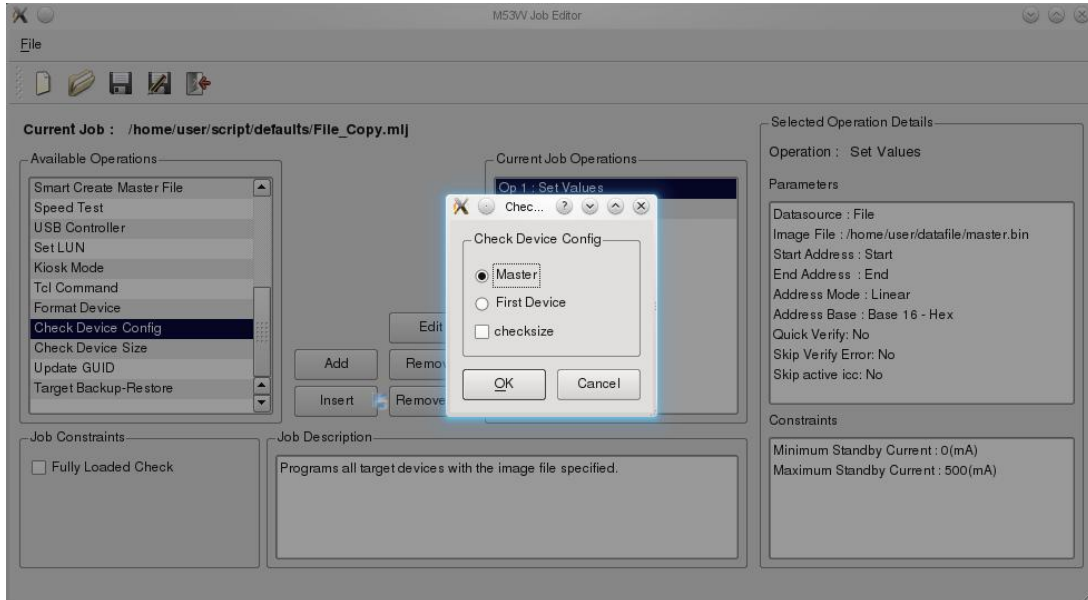 M53W Job Editor
File
Current Job : /home/user/script/defaults/File_Copy.mlj
Available Operations
Smart Create Master File
Speed Test
USB Controller
Set LUN
Kiosk Mode
Tcl Command
Format Device
Check Device Config
Check Device Size
Update GUID
Target Backup-Restore
Add
Insert
Edit
Remove
Current Job Operations
Op 1 : Set Values
Chec...
Check Device Config
Master
First Device
checksize
OK
Cancel
Selected Operation Details
Operation : Set Values
Parameters
Datasource : File
Image File : /home/user/datafile/master.bin
Start Address : Start
End Address : End
Address Mode : Linear
Address Base : Base 16 - Hex
Quick Verify: No
Skip Verify Error: No
Skip active icc: No
Constraints
Minimum Standby Current : 0(mA)
Maximum Standby Current : 500(mA)
Job Constraints
Fully Loaded Check
Job Description
Programs all target devices with the image file specified.